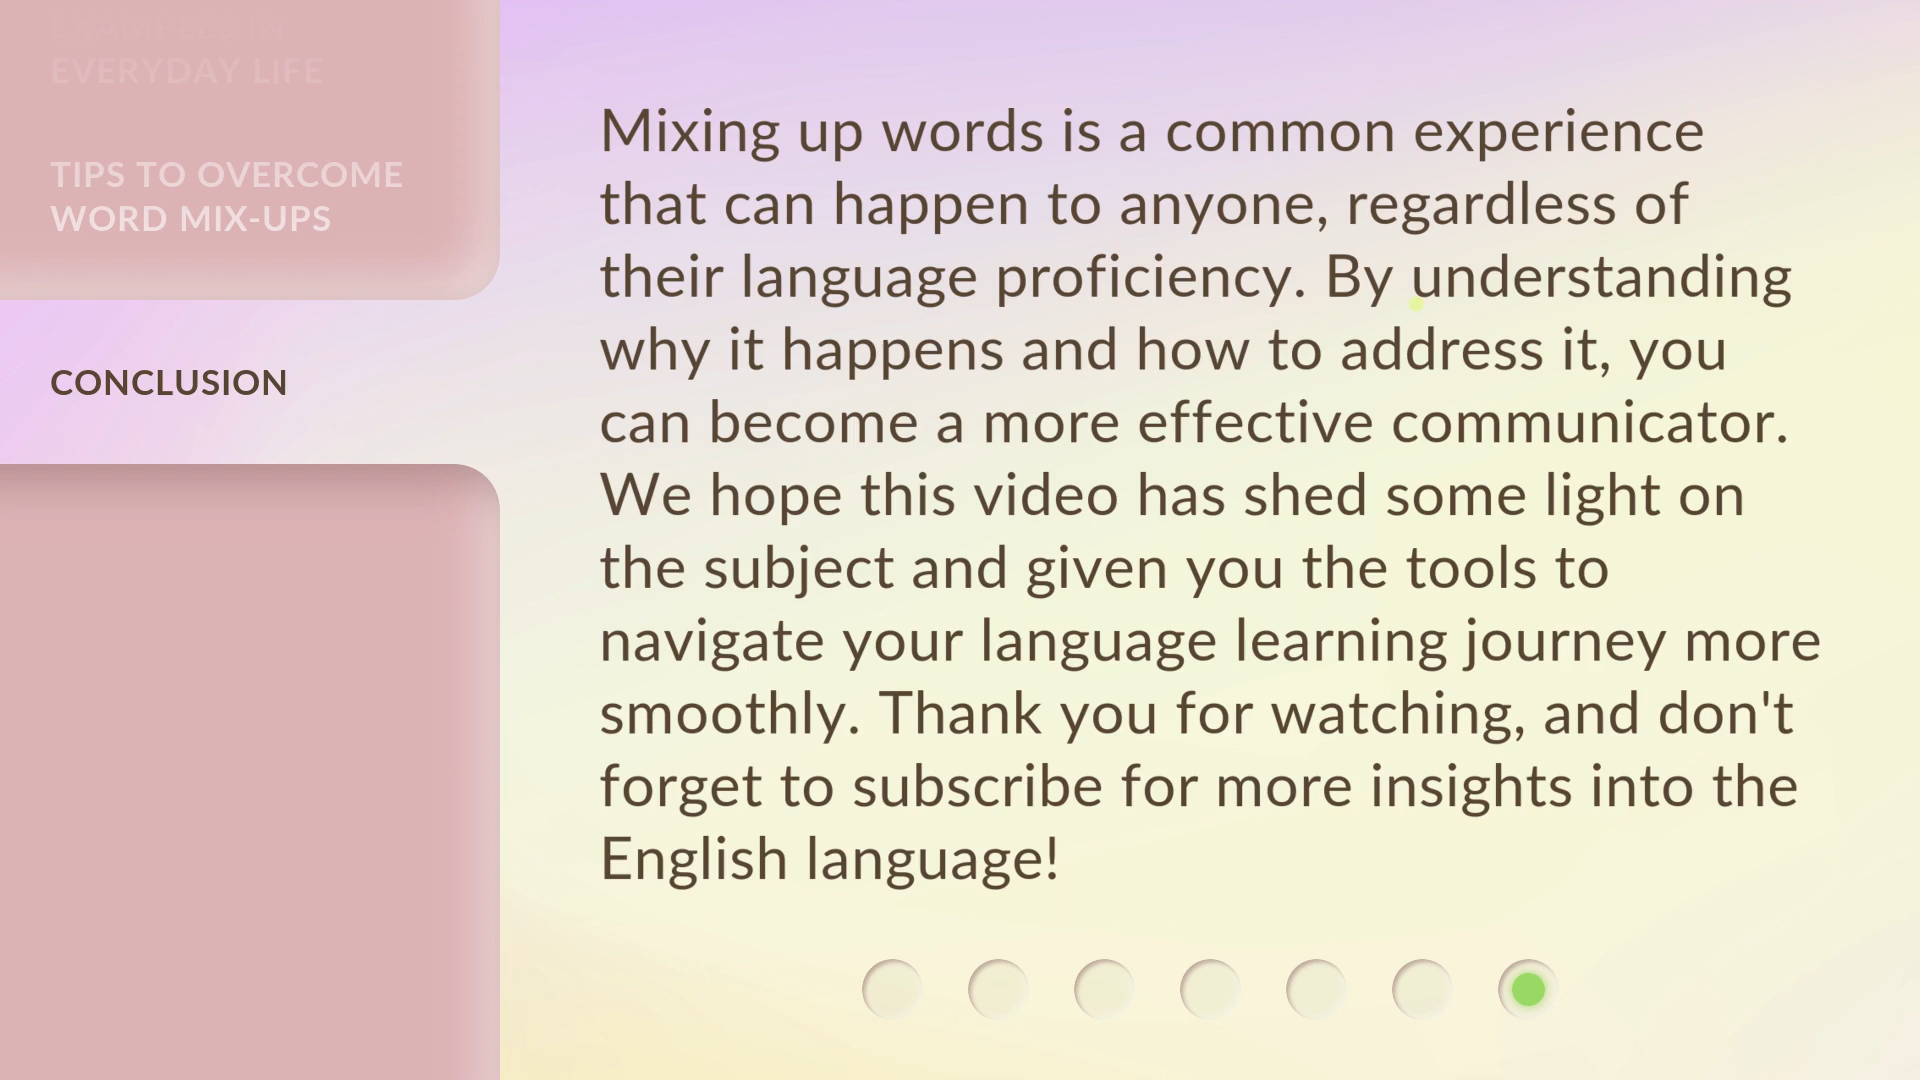 EXAMPLES IN
EVERYDAY LIFE
TIPS TO OVERCOME
WORD MIX-UPS
CONCLUSION
Mixing up words is a common experience
that can happen to anyone, regardless of
their language proficiency. By understanding
why it happens and how to address it, you
can become a more effective communicator.
We hope this video has shed some light on
the subject and given you the tools to
navigate your language learning journey more
smoothly. Thank you for watching, and don't
forget to subscribe for more insights into the
English language!